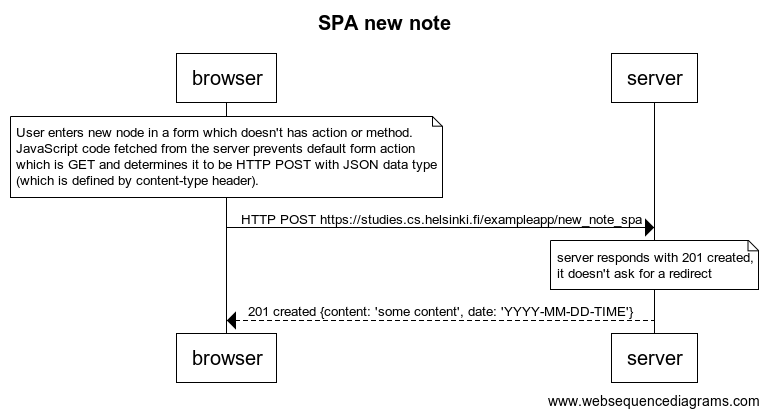 SPA new note
browser
server
User enters new node in a form which doesn't has action or method.
JavaScript code fetched from the server prevents default form action
which is GET and determines it to be HTTP POST with JSON data type
(which is defined by content-type header).
HTTP POST https://studies.cs.helsinki.fi/exampleapp/new_note_spa
server responds with 201 created,
it doesn't ask for a redirect
201 created {content: 'some content', date: 'YYYY-MM-DD-TIME'}
browser
server
www.websequencediagrams.com